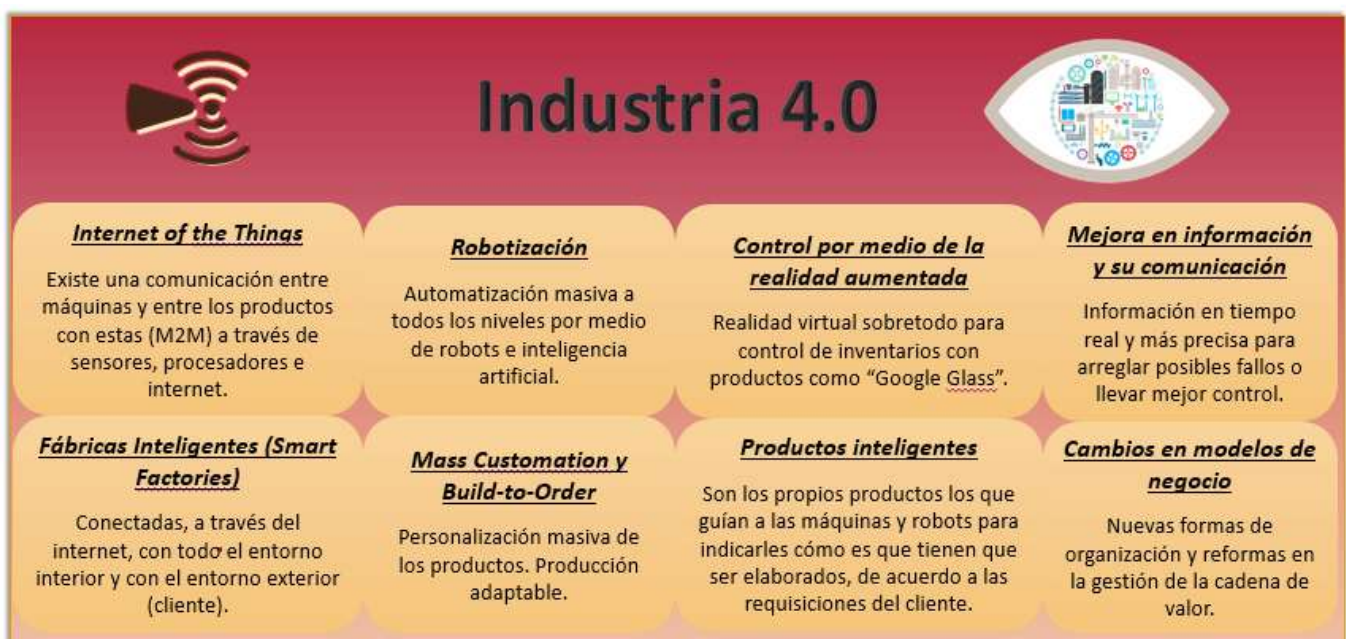 Industria 4.0
Internet of the Things
Existe una comunicación entre
máquinas y entre los productos
con estas (M2M) a través de
sensores, procesadores e
internet.
Robotización
Automatización masiva a
todos los niveles por medio
de robots e inteligencia
artificial.
Control por medio de la
realidad aumentada
Realidad virtual sobretodo para
control de inventarios con
productos como “Google Glass”.
Mejora en información
y su comunicación
Información en tiempo
real y más precisa para
arreglar posibles fallos o
llevar mejor control.
Fábricas Inteligentes (Smart
Factories)
Conectadas, a través del
internet, con todo el entorno
interior y con el entorno exterior
(cliente).
Mass Customation y
Build-to-Order
Personalización masiva de
los productos. Producción
adaptable.
Productos inteligentes
Son los propios productos los que
guían a las máquinas y robots para
indicarles cómo es que tienen que
ser elaborados, de acuerdo a las
requisiciones del cliente.
Cambios en modelos de
negocio
Nuevas formas de
organización y reformas en
la gestión de la cadena de
valor.